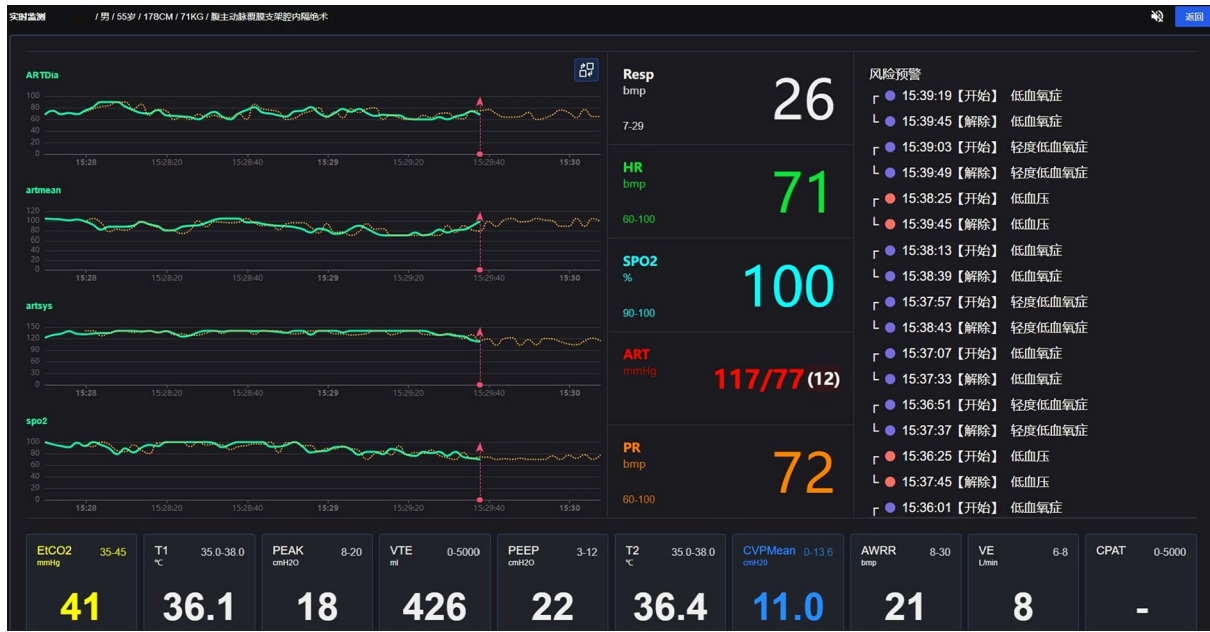 实时监测 / 男 / 55岁 / 178CM / 71KG / 腹主动脉覆膜支架腔内隔绝术
返回
ARTDia
100
80
60
40
20
0
15:28 15:28:20 15:28:40 15:29 15:29:20 15:29:40 15:30
artmean
120
100
80
60
40
20
0
15:28 15:28:20 15:28:40 15:29 15:29:20 15:29:40 15:30
artsys
150
120
90
60
30
0
15:28 15:28:20 15:28:40 15:29 15:29:20 15:29:40 15:30
spo2
100
80
60
40
20
0
15:28 15:28:20 15:28:40 15:29 15:29:20 15:29:40 15:30
Resp
bmp
26
7-29
HR
bmp
71
60-100
SPO2
%
100
90-100
ART
mmHg
117/77(12)
PR
bmp
72
60-100
风险预警
15:39:19【开始】 低血氧症
15:39:45【解除】 低血氧症
15:39:03【开始】 轻度低血氧症
15:39:49【解除】 轻度低血氧症
15:38:25【开始】 低血压
15:39:45【解除】 低血压
15:38:13【开始】 低血氧症
15:38:39【解除】 低血氧症
15:37:57【开始】 轻度低血氧症
15:38:43【解除】 轻度低血氧症
15:37:07【开始】 低血氧症
15:37:33【解除】 低血氧症
15:36:51【开始】 轻度低血氧症
15:37:37【解除】 轻度低血氧症
15:36:25【开始】 低血压
15:37:45【解除】 低血压
15:36:01【开始】 低血氧症
EtCO2 35-45
mmHg
41
T1 35.0-38.0
℃
36.1
PEAK 8-20
cmH2O
18
VTE 0-5000
ml
426
PEEP 3-12
cmH2O
22
T2 35.0-38.0
℃
36.4
CVPMean 0-13.6
cmH20
11.0
AWRR 8-30
bmp
21
VE 6-8
L/min
8
CPAT 0-5000
-